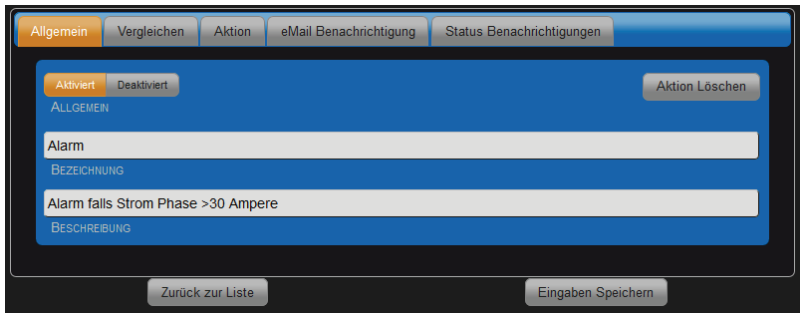 Allgemein Vergleichen Aktion eMail Benachrichtigung Status Benachrichtigungen
Aktiviert Deaktiviert Aktion Löschen
ALLGEMEIN
Alarm
BEZEICHNUNG
Alarm falls Strom Phase >30 Ampere
BESCHREIBUNG
Zurück zur Liste Eingaben Speichern